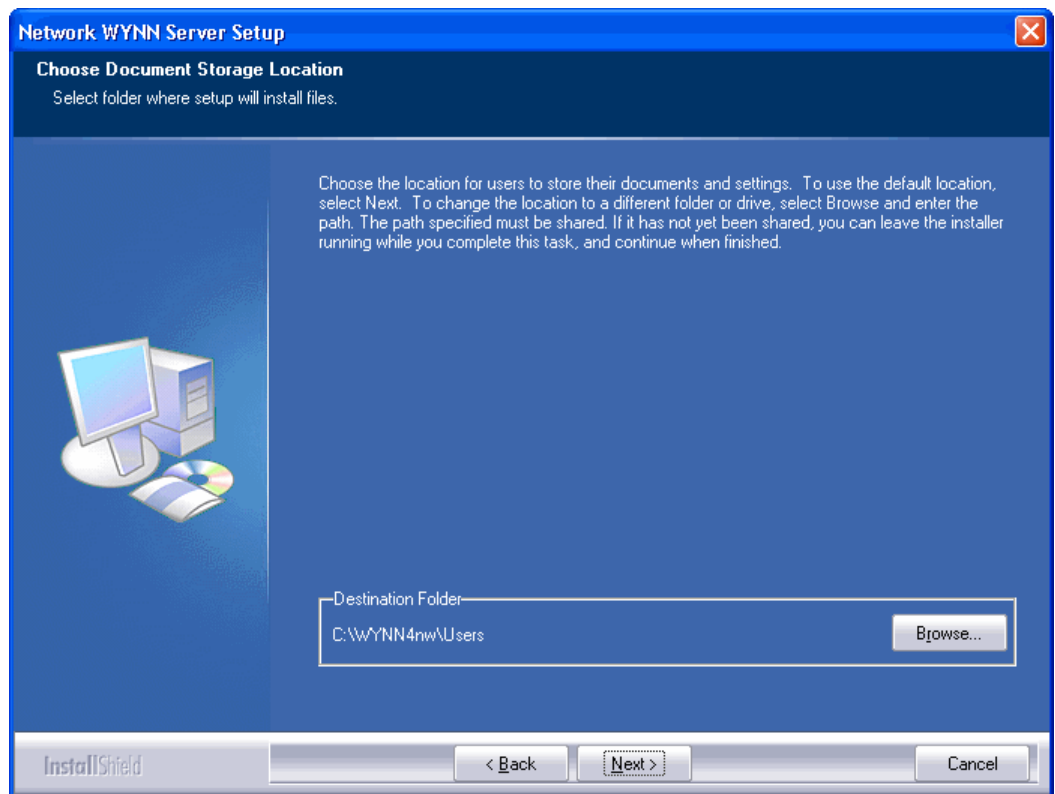 Network WYNN Server Setup
Choose Document Storage Location
Select folder where setup will install files.
Choose the location for users to store their documents and settings.  To use the default location,
select Next.  To change the location to a different folder or drive, select Browse and enter the
path. The path specified must be shared. If it has not yet been shared, you can leave the installer
running while you complete this task, and continue when finished.
Destination Folder
C:\WYNN4nw\Users
Browse...
InstallShield
< Back
Next >
Cancel